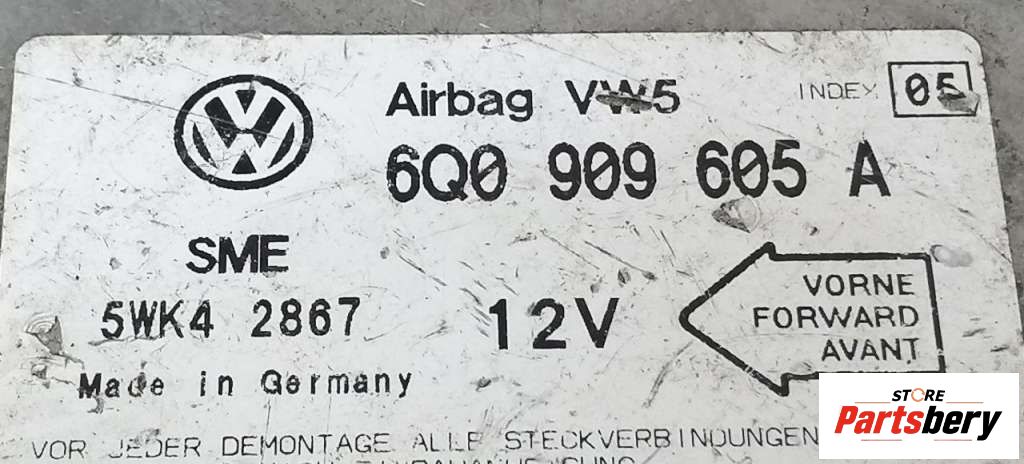 Airbag VW5 INDEX 05
6Q0 909 605 A
SME
5WK4 2867 12V
VORNE
FORWARD
AVANT
Made in Germany
VOR JEDER DEMONTAGE ALLE STECKVERBINDUNGEN
STORE
Partsbery